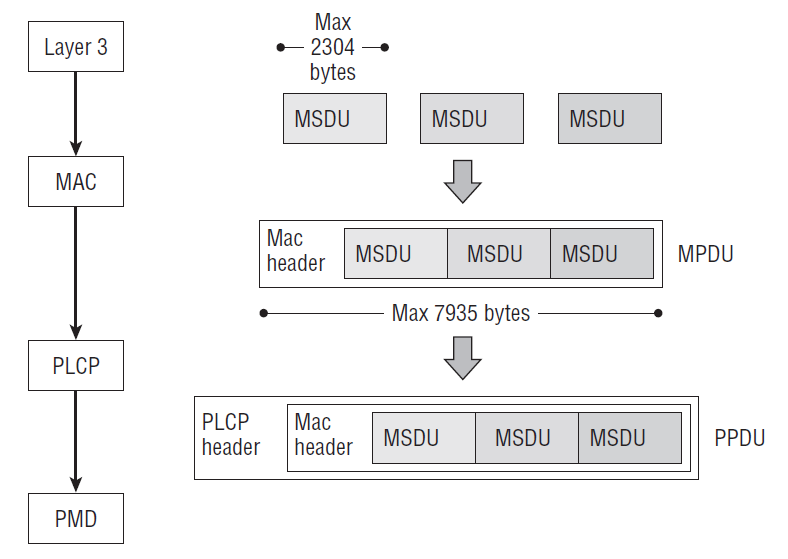 Layer 3
Max
2304
bytes
MSDU
MSDU
MSDU
MAC
Mac
header
MSDU
MSDU
MSDU
MPDU
Max 7935 bytes
PLCP
PLCP
header
Mac
header
MSDU
MSDU
MSDU
PPDU
PMD